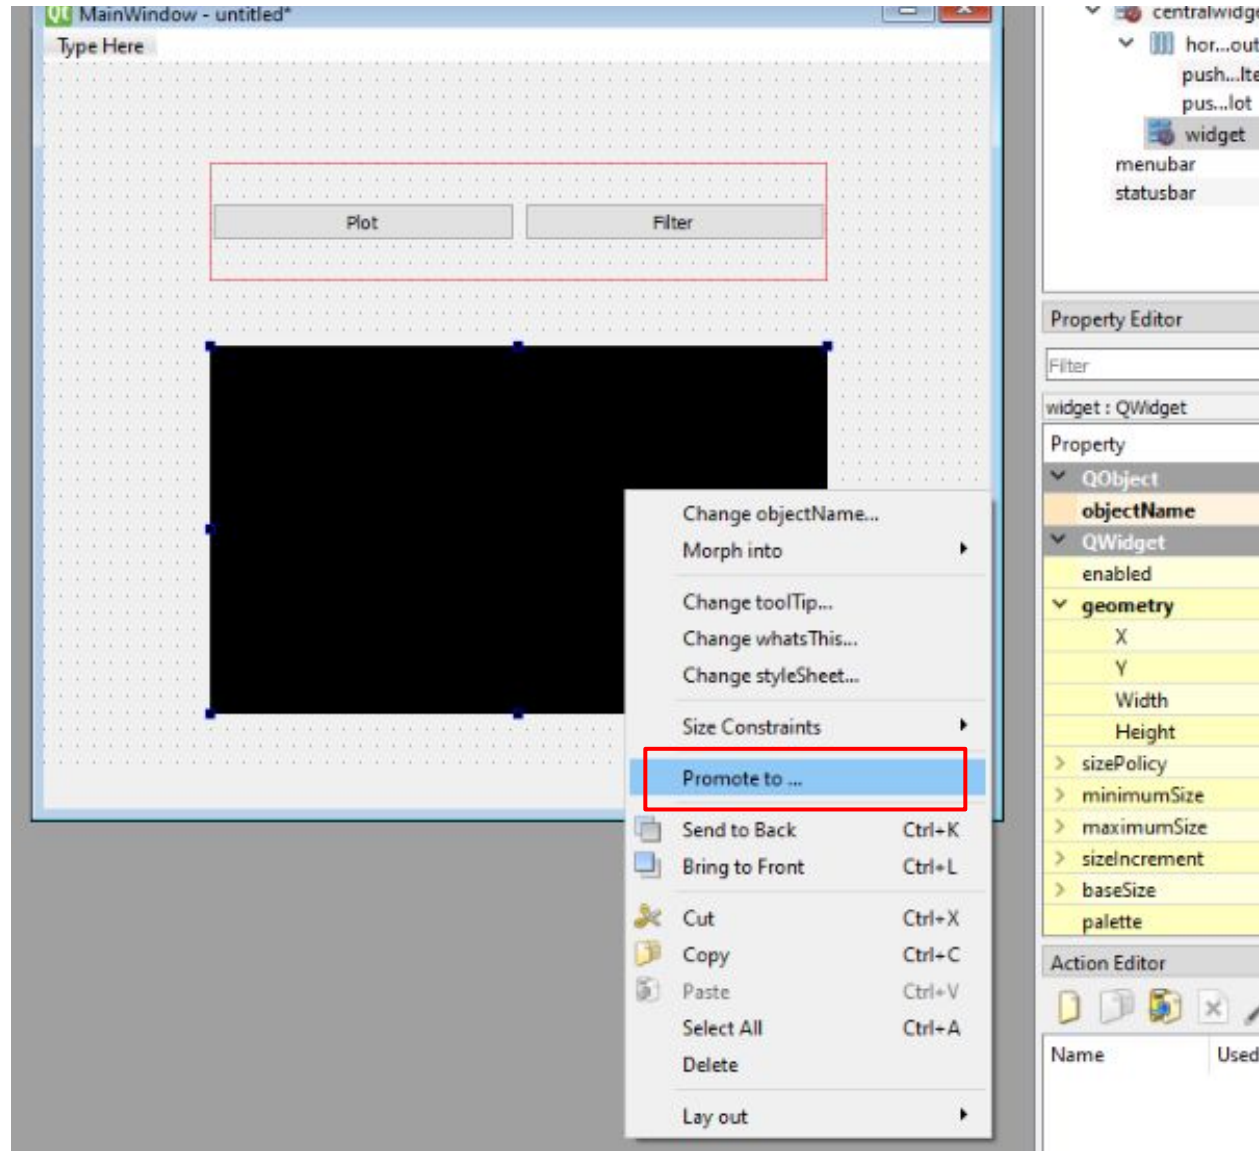 MainWindow - untitled*
Type Here
Plot
Filter
Change objectName...
Morph into
Change toolTip...
Change whatsThis...
Change styleSheet...
Size Constraints
Promote to ...
Send to Back Ctrl+K
Bring to Front Ctrl+L
Cut Ctrl+X
Copy Ctrl+C
Paste Ctrl+V
Select All Ctrl+A
Delete
Lay out
centralwidge
hor...out
push...lte
pus...lot
widget
menubar
statusbar
Property Editor
Filter
widget : QWidget
Property
QObject
objectName
QWidget
enabled
geometry
X
Y
Width
Height
sizePolicy
minimumSize
maximumSize
sizeIncrement
baseSize
palette
Action Editor
Name Used